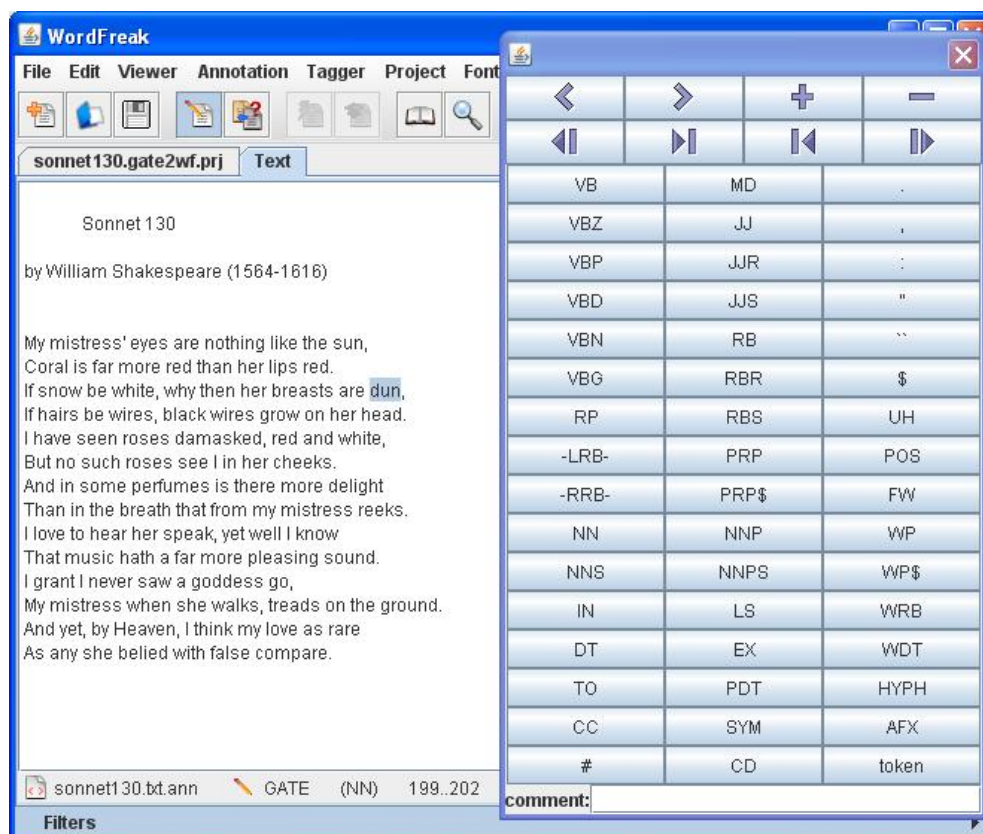 WordFreak
File Edit Viewer Annotation Tagger Project Font
sonnet130.gate2wf.prj Text
Sonnet 130
by William Shakespeare (1564-1616)
My mistress' eyes are nothing like the sun,
Coral is far more red than her lips red.
If snow be white, why then her breasts are dun,
If hairs be wires, black wires grow on her head.
I have seen roses damasked, red and white,
But no such roses see I in her cheeks.
And in some perfumes is there more delight
Than in the breath that from my mistress reeks.
I love to hear her speak, yet well I know
That music hath a far more pleasing sound.
I grant I never saw a goddess go,
My mistress when she walks, treads on the ground.
And yet, by Heaven, I think my love as rare
As any she belied with false compare.
sonnet130.txt.ann GATE (NN) 199..202
Filters
VB MD .
VBZ JJ ,
VBP JJR :
VBD JJS "
VBN RB ``
VBG RBR $
RP RBS UH
-LRB- PRP POS
-RRB- PRP$ FW
NN NNP WP
NNS NNPS WP$
IN LS WRB
DT EX WDT
TO PDT HYPH
CC SYM AFX
# CD token
comment: